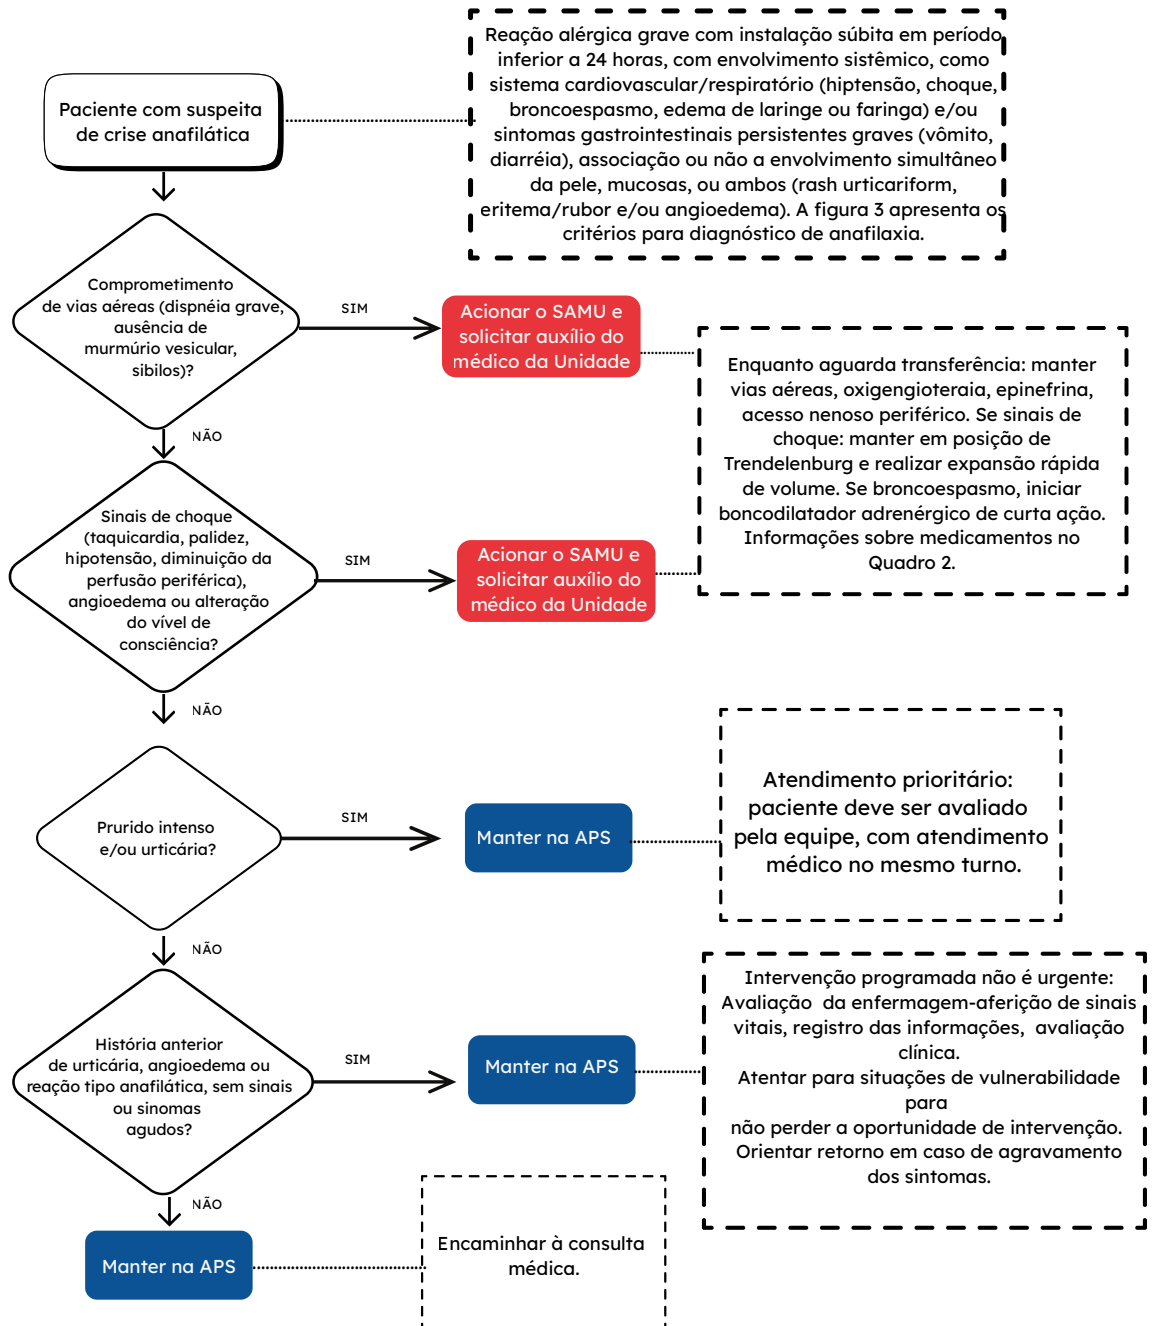 Reação alérgica grave com instalação súbita em período
inferior a 24 horas, com envolvimento sistêmico, como
sistema cardiovascular/respiratório (hiptensão, choque,
broncoespasmo, edema de laringe ou faringa) e/ou
sintomas gastrointestinais persistentes graves (vômito,
diarréia), associação ou não a envolvimento simultâneo
da pele, mucosas, ou ambos (rash urticariform,
eritema/rubor e/ou angioedema). A figura 3 apresenta os
critérios para diagnóstico de anafilaxia.
Paciente com suspeita
de crise anafilática
Comprometimento
de vias aéreas (dispnéia grave,
ausência de
murmúrio vesicular,
sibilos)?
SIM
Acionar o SAMU e
solicitar auxílio do
médico da Unidade
Enquanto aguarda transferência: manter
vias aéreas, oxigengioteraia, epinefrina,
acesso nenoso periférico. Se sinais de
choque: manter em posição de
Trendelenburg e realizar expansão rápida
de volume. Se broncoespasmo, iniciar
boncodilatador adrenérgico de curta ação.
Informações sobre medicamentos no
Quadro 2.
NÃO
Sinais de choque
(taquicardia, palidez,
hipotensão, diminuição da
perfusão periférica),
angioedema ou alteração
do vível de
consciência?
SIM
Acionar o SAMU e
solicitar auxílio do
médico da Unidade
NÃO
Prurido intenso
e/ou urticária?
SIM
Manter na APS
Atendimento prioritário:
paciente deve ser avaliado
pela equipe, com atendimento
médico no mesmo turno.
NÃO
História anterior
de urticária, angioedema ou
reação tipo anafilática, sem sinais
ou sinomas
agudos?
SIM
Manter na APS
Intervenção programada não é urgente:
Avaliação da enfermagem-aferição de sinais
vitais, registro das informações, avaliação
clínica.
Atentar para situações de vulnerabilidade
para
não perder a oportunidade de intervenção.
Orientar retorno em caso de agravamento
dos sintomas.
NÃO
Manter na APS
Encaminhar à consulta
médica.